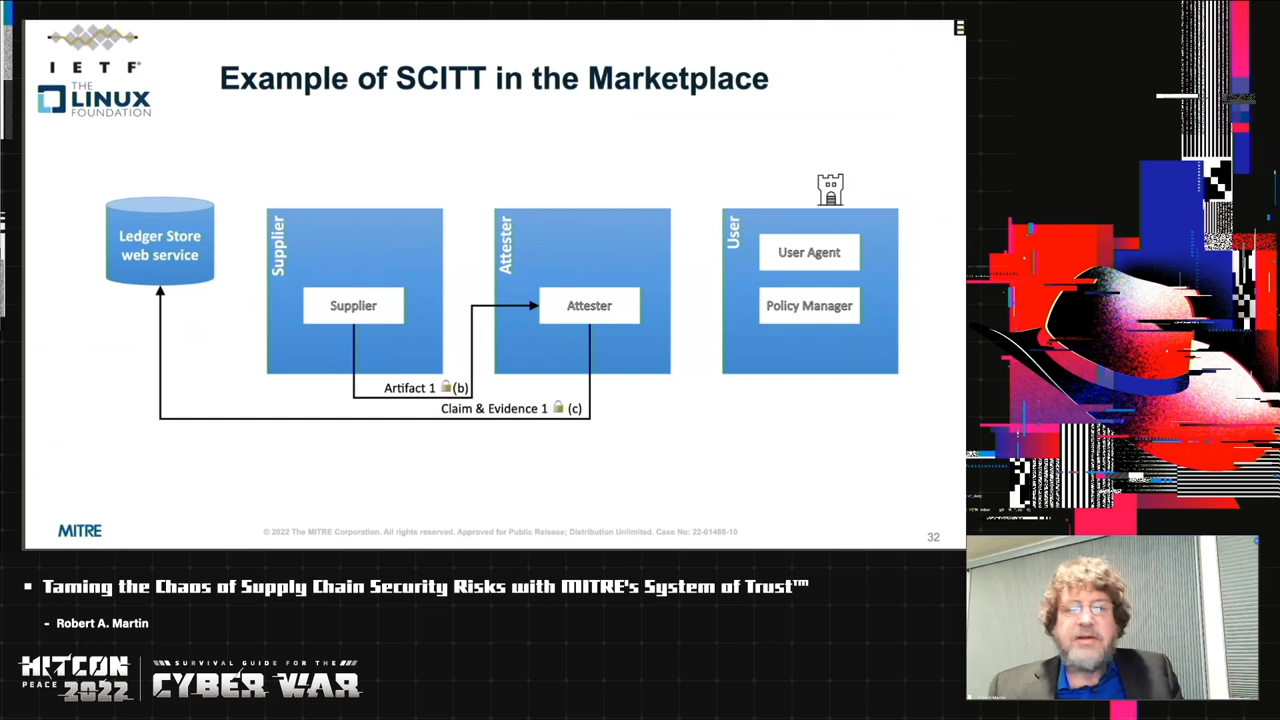 IETF®
THE
LINUX
FOUNDATION
Example of SCITT in the Marketplace
Ledger Store
web service
Supplier
Supplier
Attester
Attester
User
User Agent
Policy Manager
Artifact 1 (b)
Claim & Evidence 1 (c)
MITRE
© 2022 The MITRE Corporation. All rights reserved. Approved for Public Release; Distribution Unlimited. Case No: 22-01488-10
32
Taming the Chaos of Supply Chain Security Risks with MITRE's System of Trust™
- Robert A. Martin
HITCON
PEACE 2022
SURVIVAL GUIDE FOR THE
CYBER WAR